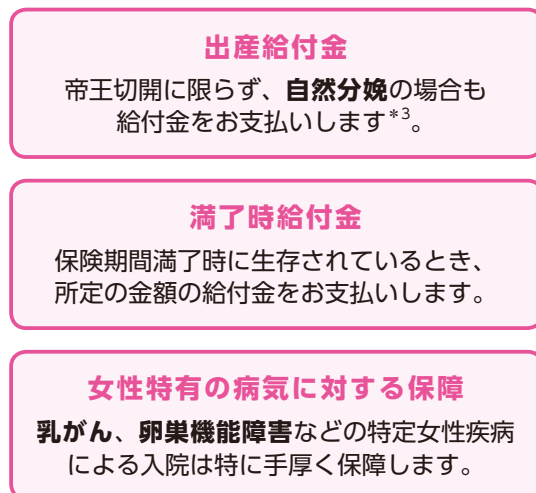 出産給付金
帝王切開に限らず、自然分娩の場合も
給付金をお支払いします*3。
満了時給付金
保険期間満了時に生存されているとき、
所定の金額の給付金をお支払いします。
女性特有の病気に対する保障
乳がん、卵巣機能障害などの特定女性疾病
による入院は特に手厚く保障します。